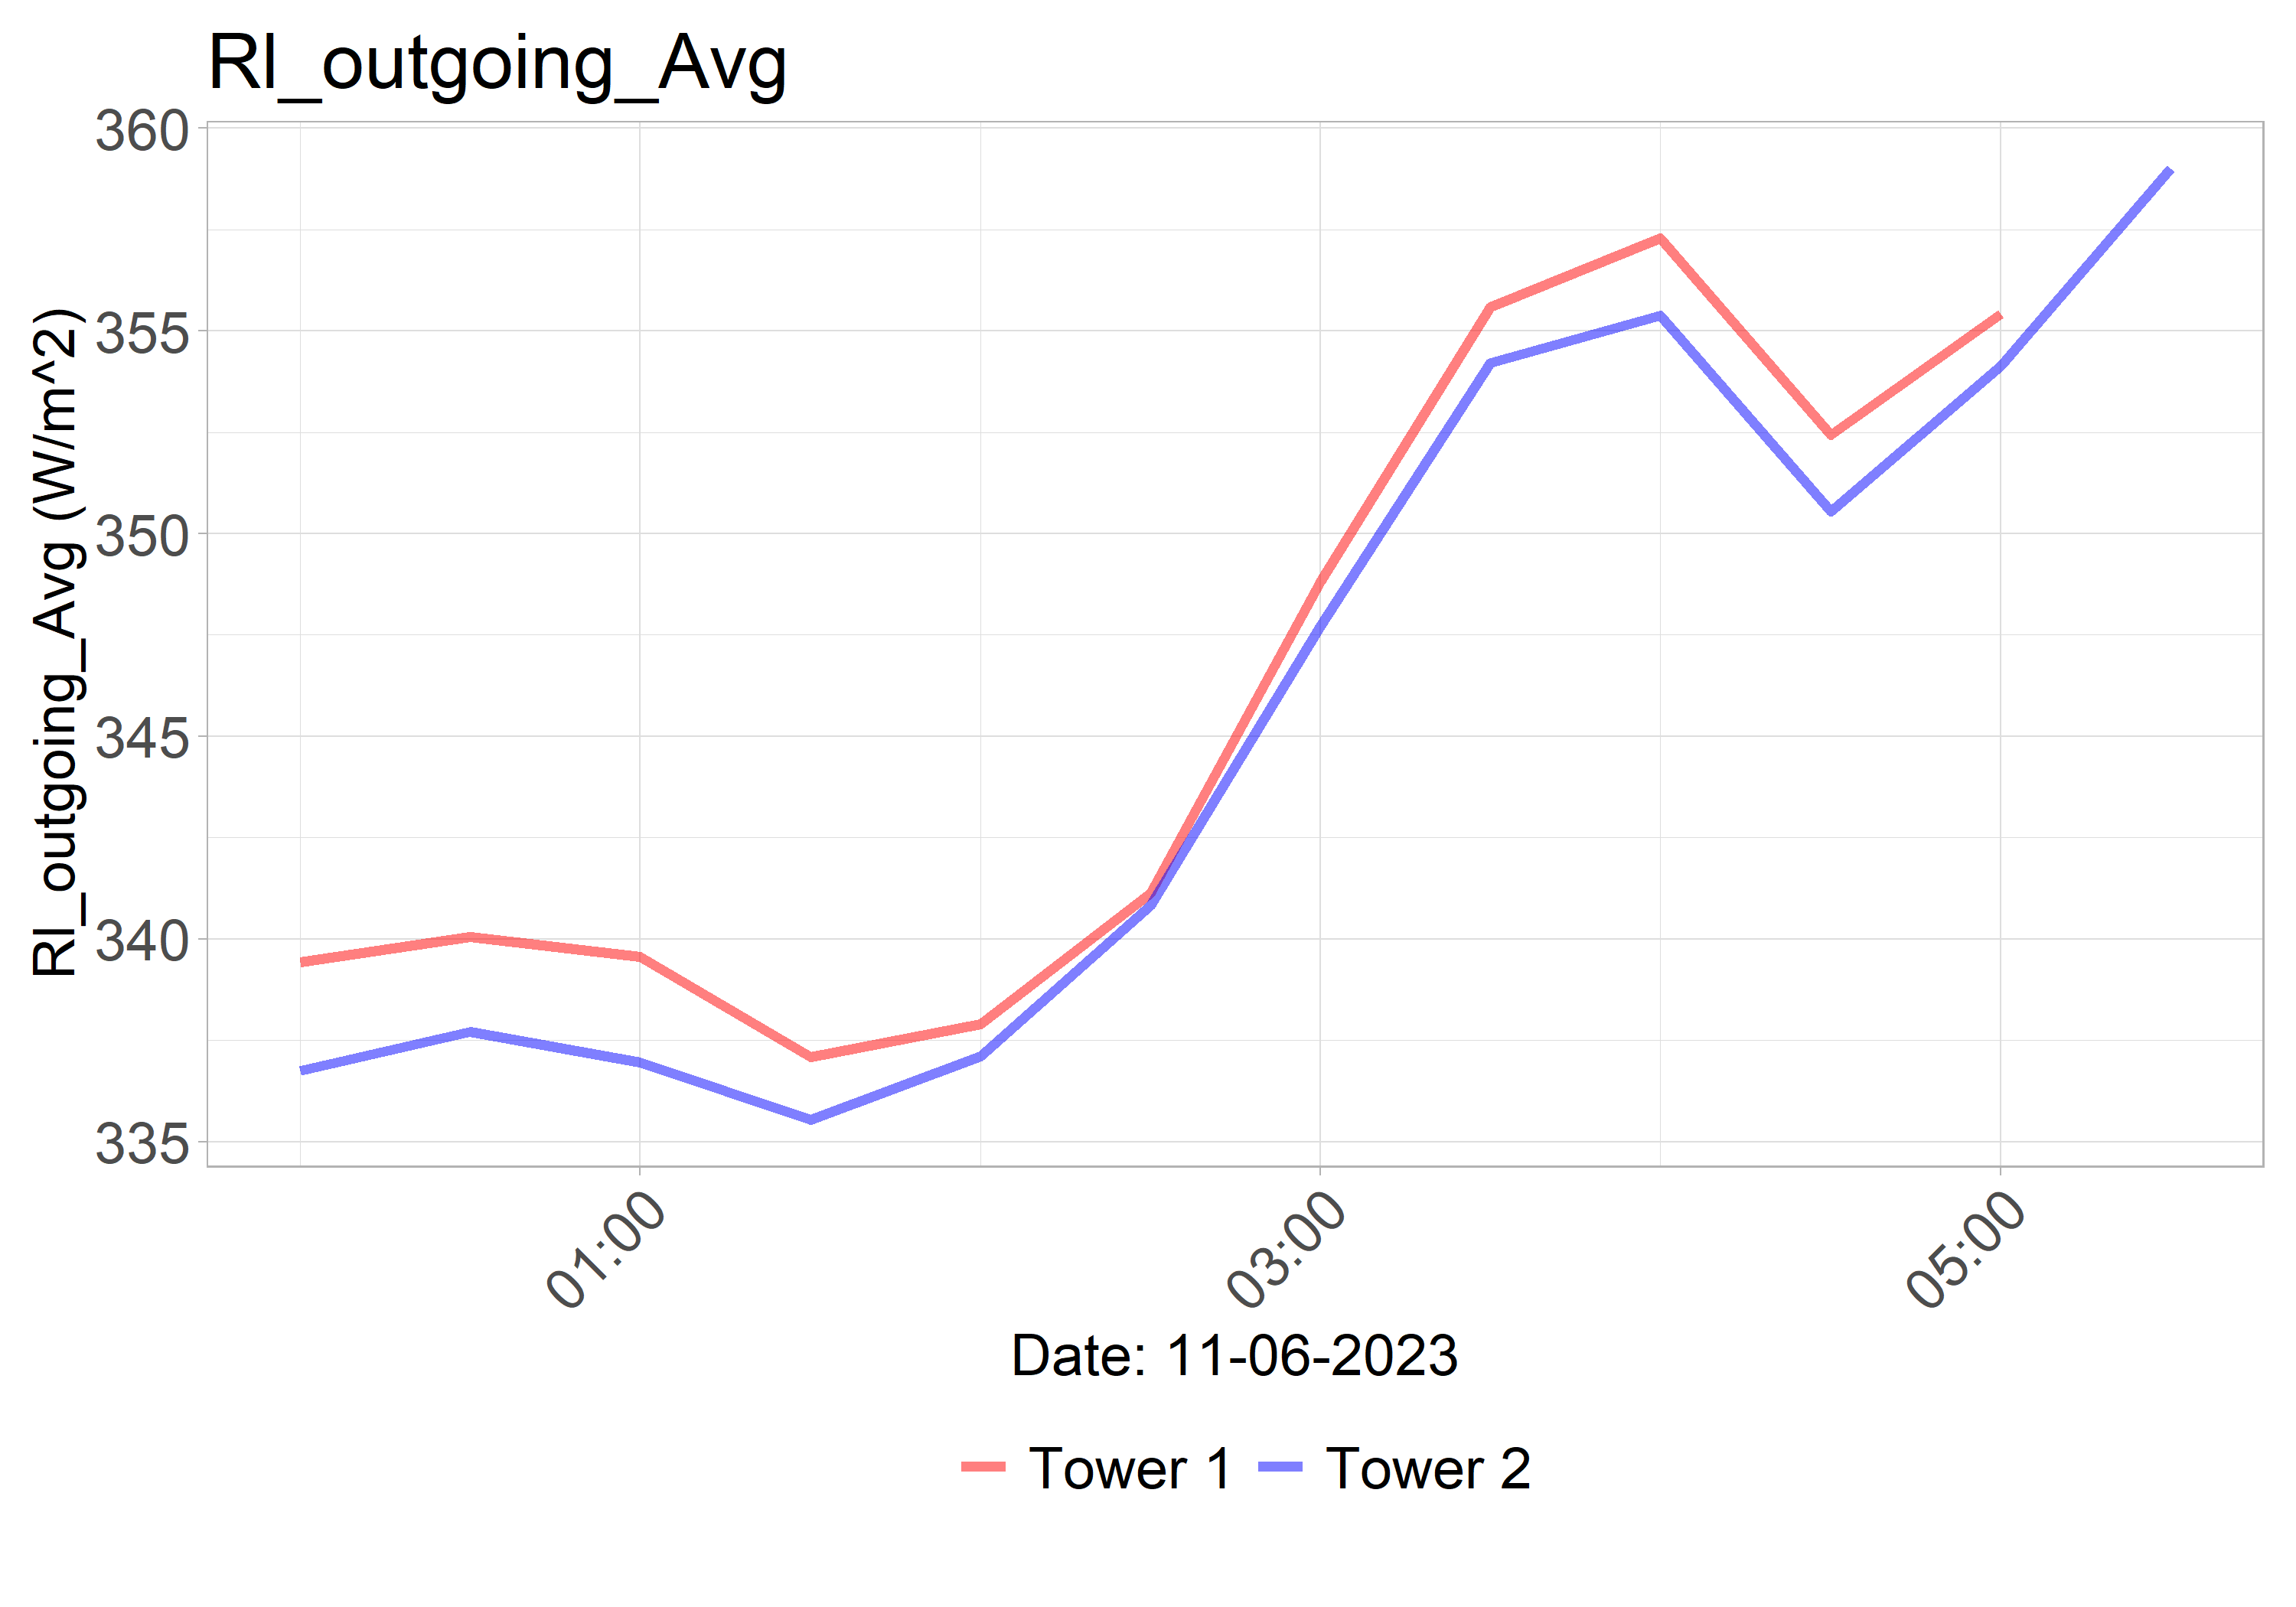 Rl_outgoing_Avg
Rl_outgoing_Avg (W/m^2)
360
355
350
345
340
335
01:00
03:00
05:00
Date: 11-06-2023
Tower 1
Tower 2